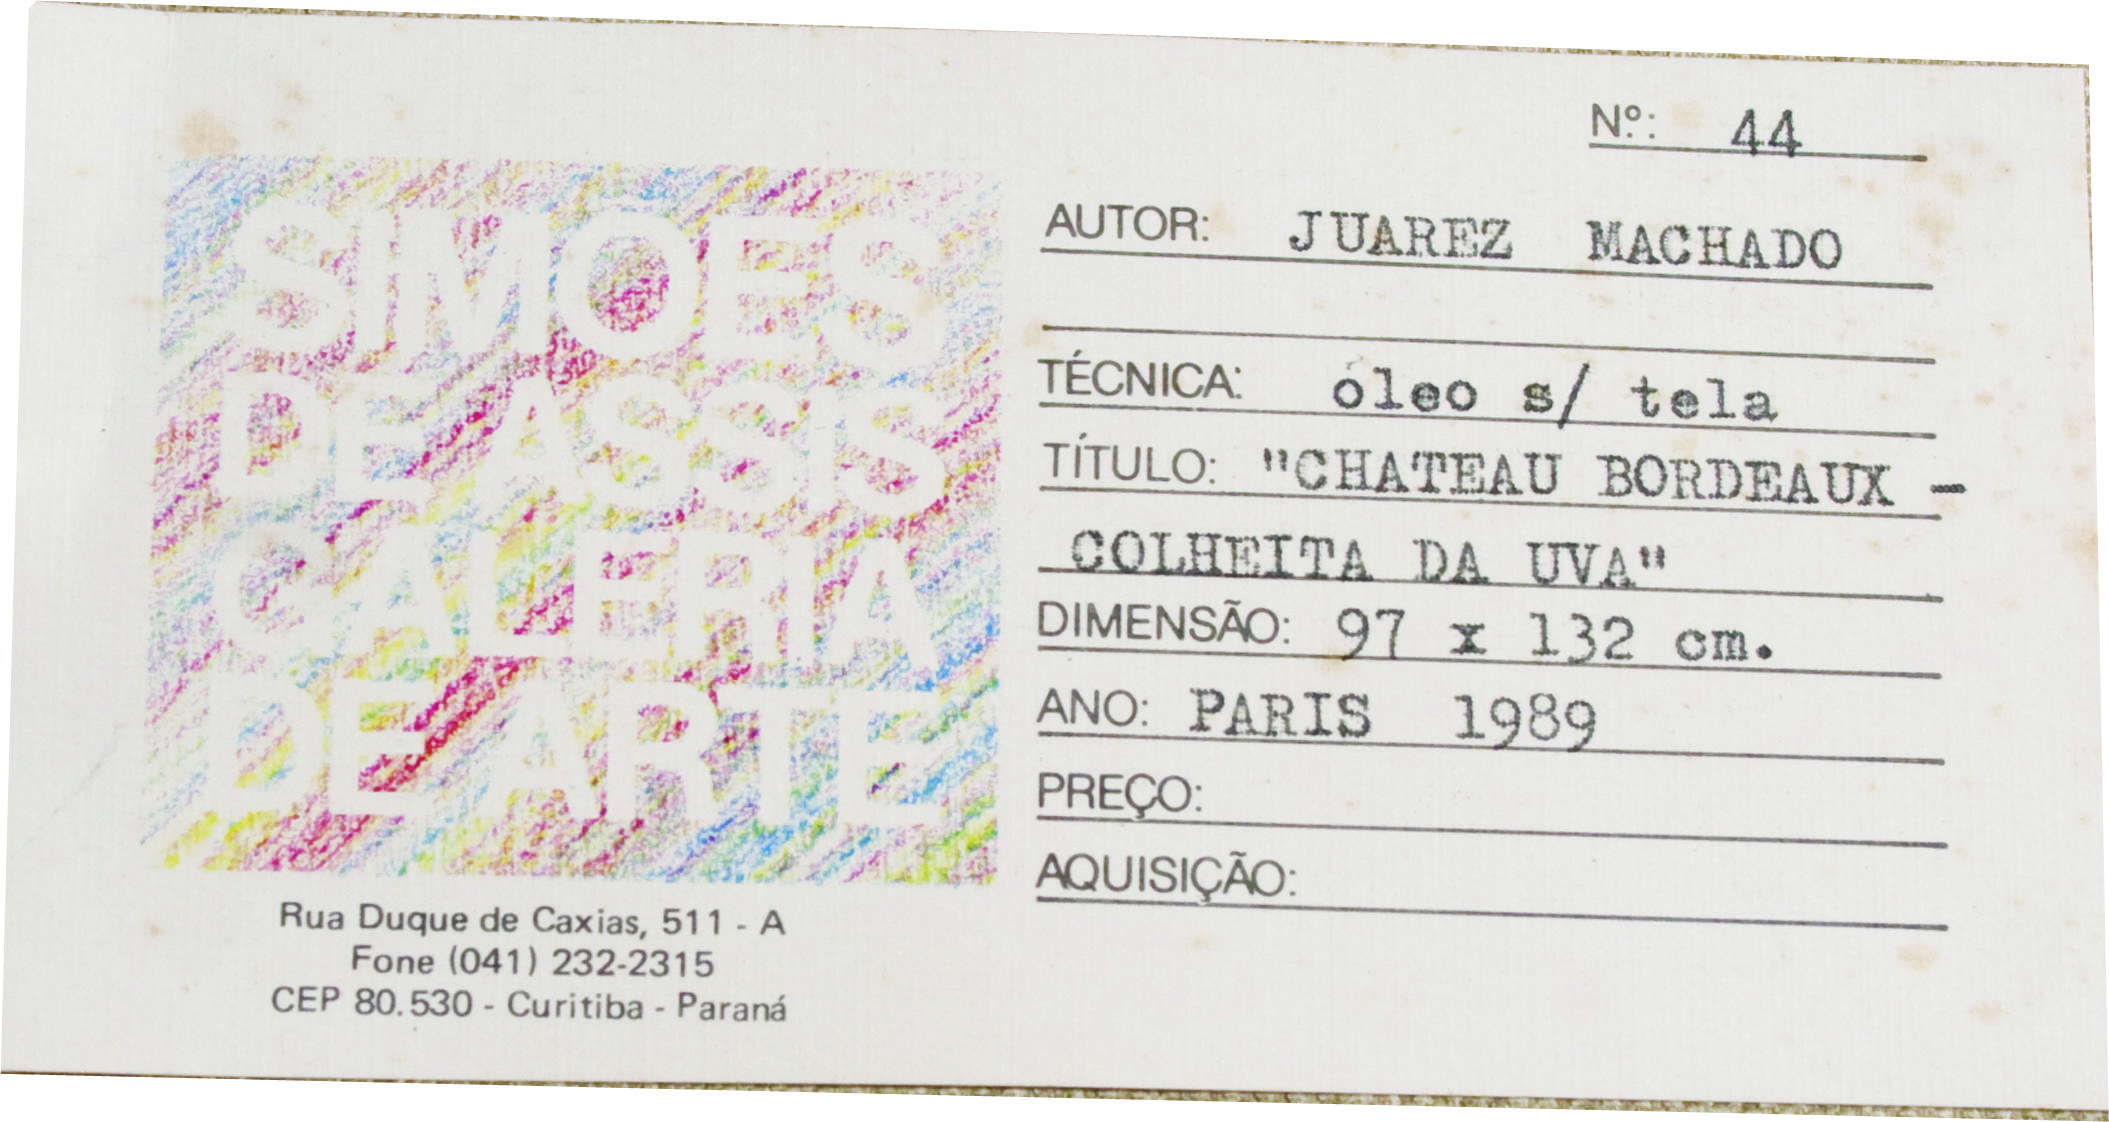 SIMÕES
DE ASSIS
GALERIA
DE ARTE
Rua Duque de Caxias, 511 - A
Fone (041) 232-2315
CEP 80.530 - Curitiba - Paraná
Nº: 44
AUTOR: JUAREZ MACHADO
TÉCNICA: óleo s/ tela
TÍTULO: "CHATEAU BORDEAUX -
COLHEITA DA UVA"
DIMENSÃO: 97 x 132 cm.
ANO: PARIS 1989
PREÇO:
AQUISIÇÃO: